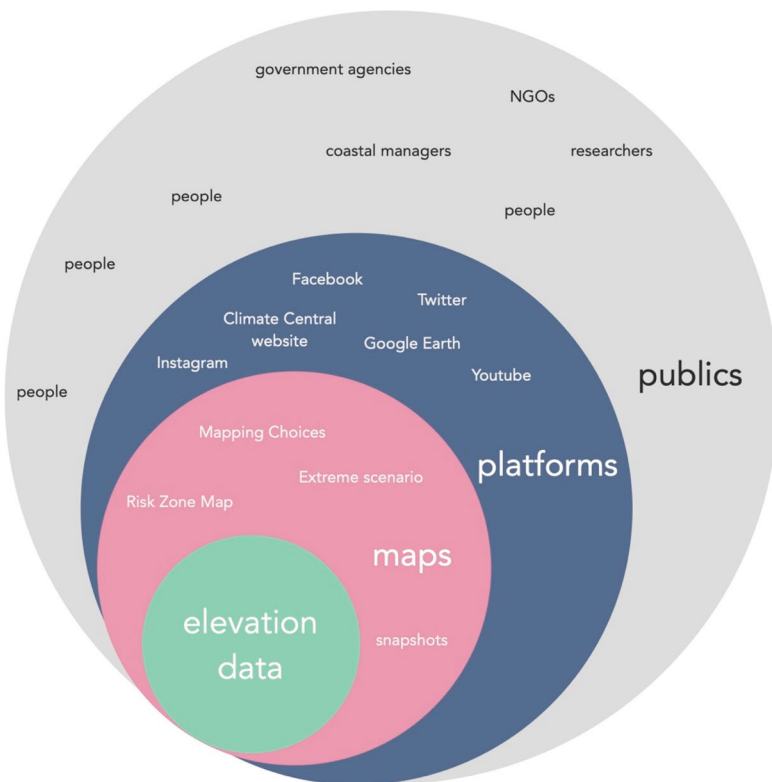 government agencies
NGOs
coastal managers
researchers
people
people
people
people
publics
Facebook
Twitter
Climate Central
website
Google Earth
Instagram
Youtube
platforms
Mapping Choices
Extreme scenario
Risk Zone Map
maps
snapshots
elevation
data